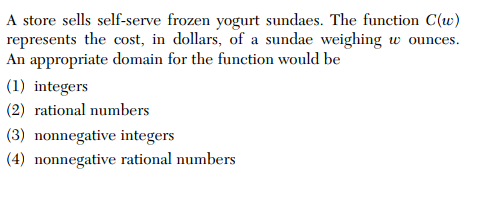 A store sells self-serve frozen yogurt sundaes. The function C(w)
represents the cost, in dollars, of a sundae weighing w ounces.
An appropriate domain for the function would be
(1) integers
(2) rational numbers
(3) nonnegative integers
(4) nonnegative rational numbers